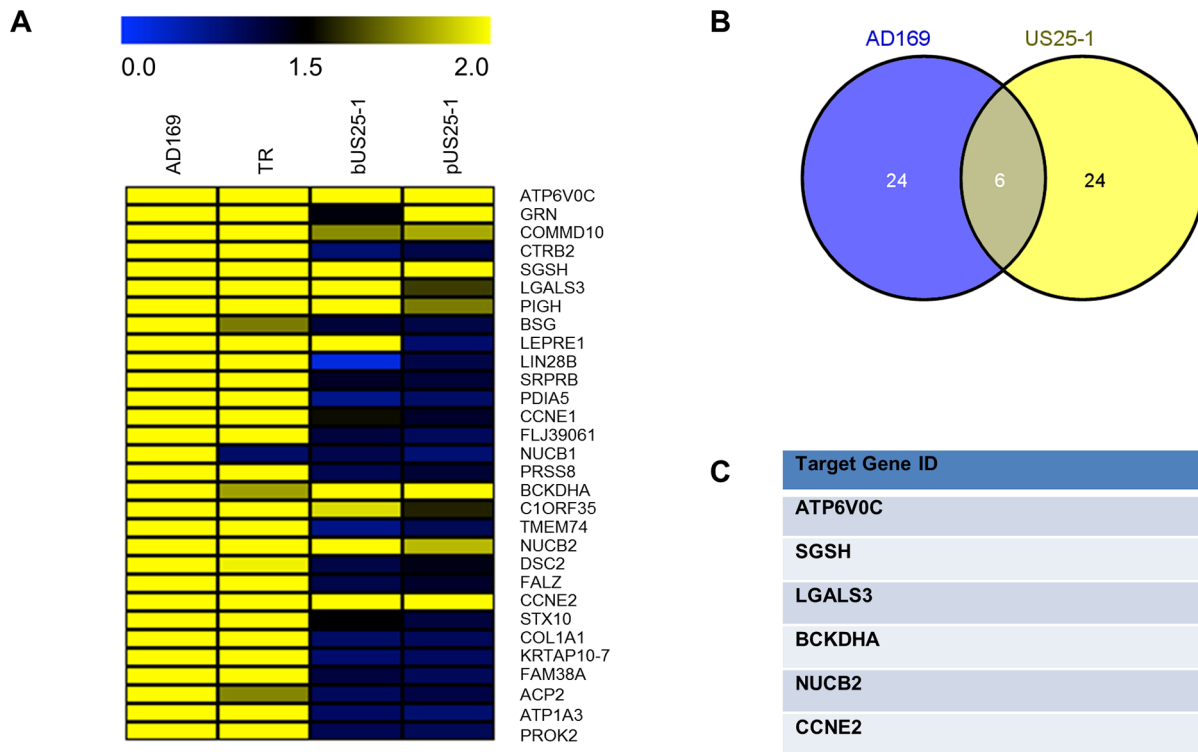 A
0.0 1.5 2.0
AD169 TR bUS25-1 pUS25-1
ATP6V0C
GRN
COMMD10
CTRB2
SGSH
LGALS3
PIGH
BSG
LEPRE1
LIN28B
SRPRB
PDIA5
CCNE1
FLJ39061
NUCB1
PRSS8
BCKDHA
C1ORF35
TMEM74
NUCB2
DSC2
FALZ
CCNE2
STX10
COL1A1
KRTAP10-7
FAM38A
ACP2
ATP1A3
PROK2
B
AD169 US25-1
24 6 24
C
Target Gene ID
ATP6V0C
SGSH
LGALS3
BCKDHA
NUCB2
CCNE2